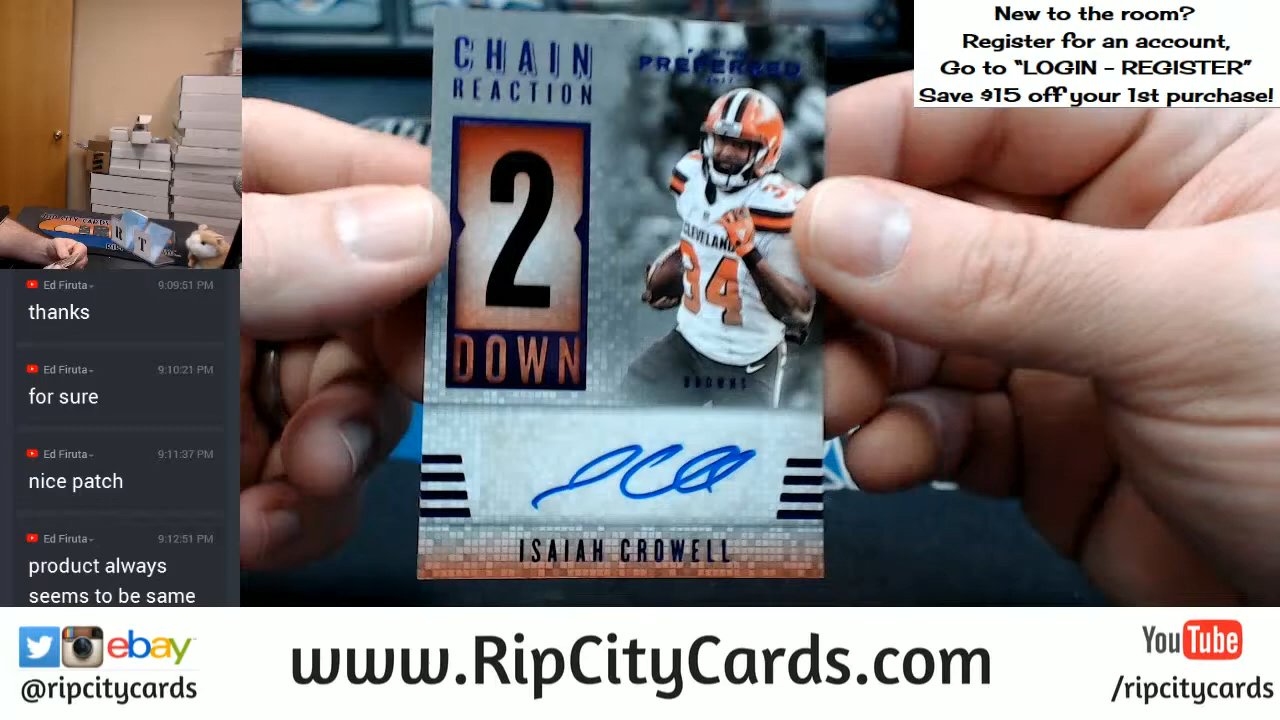 New to the room?
Register for an account,
Go to "LOGIN - REGISTER"
Save $15 off your 1st purchase!
CHAIN
REACTION
PREFERRED
2
DOWN
CLEVELAND
34
BROWNS
ISAIAH CROWELL
R
T
Ed Firuta
9:09:51 PM
thanks
Ed Firuta
9:10:21 PM
for sure
Ed Firuta
9:11:37 PM
nice patch
Ed Firuta
9:12:51 PM
product always
seems to be same
ebay
@ripcitycards
www.RipCityCards.com
YouTube
/ripcitycards